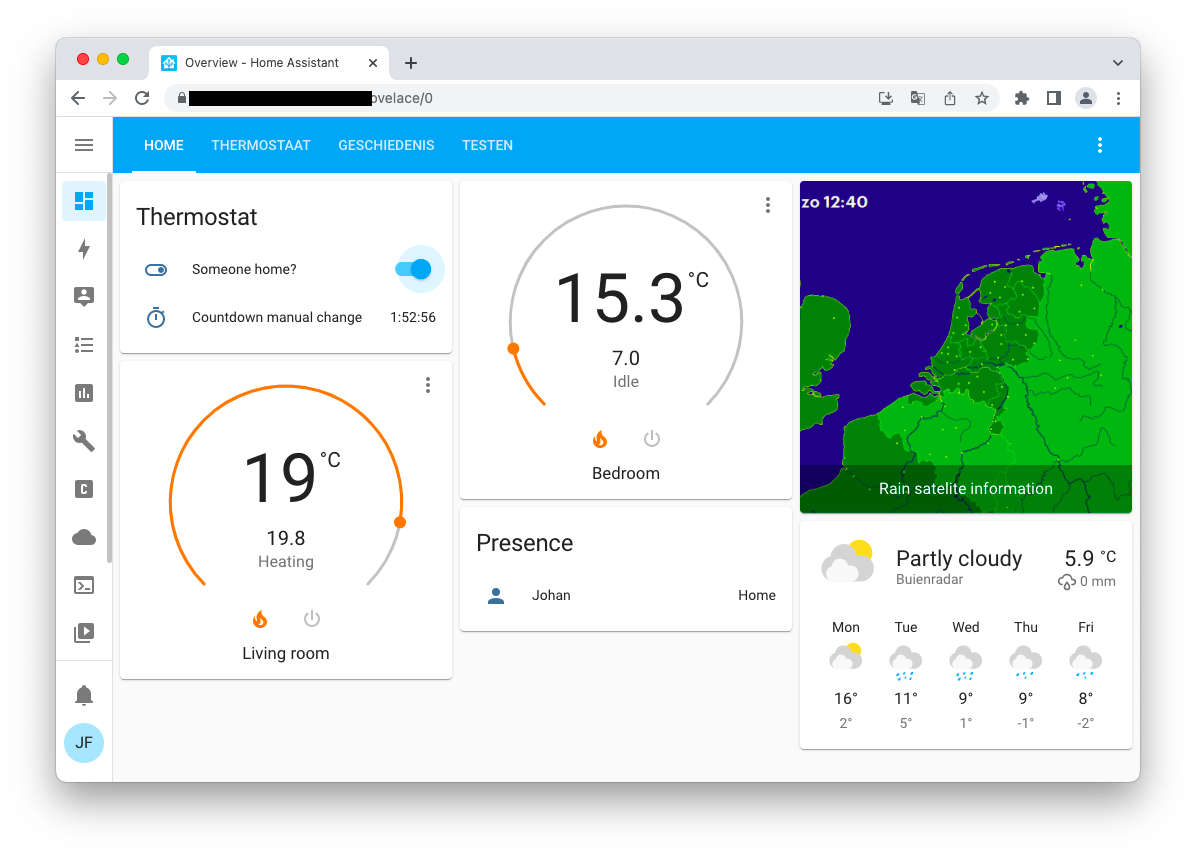 Overview - Home Assistant
ovelace/0
HOME THERMOSTAAT GESCHIEDENIS TESTEN
Thermostat
Someone home?
Countdown manual change 1:52:56
19 °C
19.8
Heating
Living room
15.3 °C
7.0
Idle
Bedroom
Presence
Johan Home
zo 12:40
Rain satelite information
Partly cloudy 5.9 °C
Buienradar 0 mm
Mon Tue Wed Thu Fri
16° 11° 9° 9° 8°
2° 5° 1° -1° -2°
C
JF